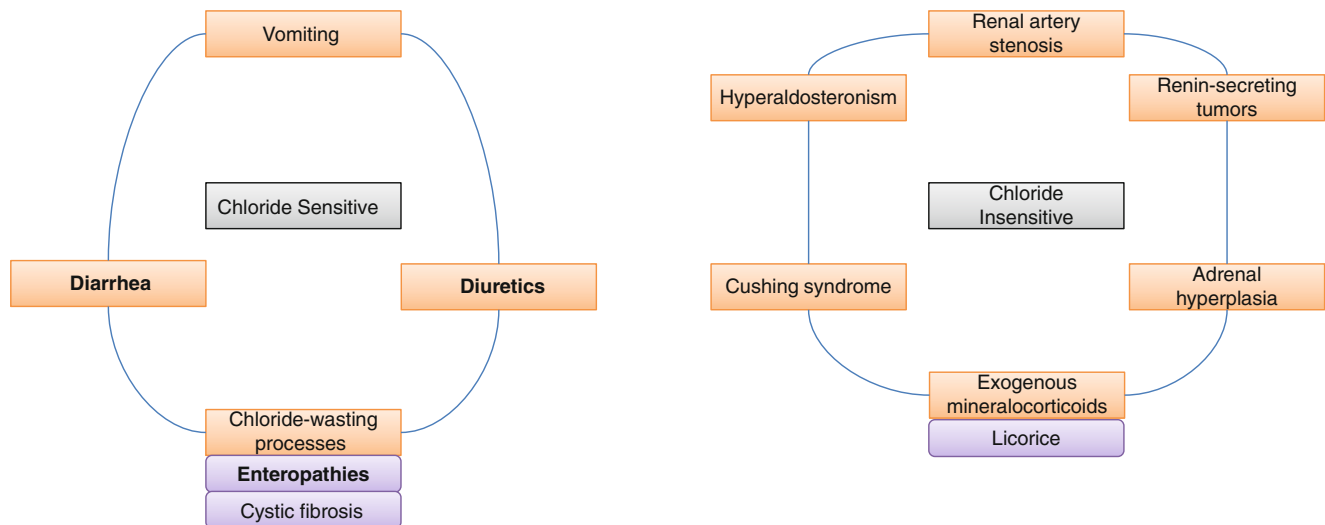 Vomiting
Chloride Sensitive
Diarrhea
Diuretics
Chloride-wasting
processes
Enteropathies
Cystic fibrosis
Renal artery
stenosis
Hyperaldosteronism
Renin-secreting
tumors
Chloride
Insensitive
Cushing syndrome
Adrenal
hyperplasia
Exogenous
mineralocorticoids
Licorice